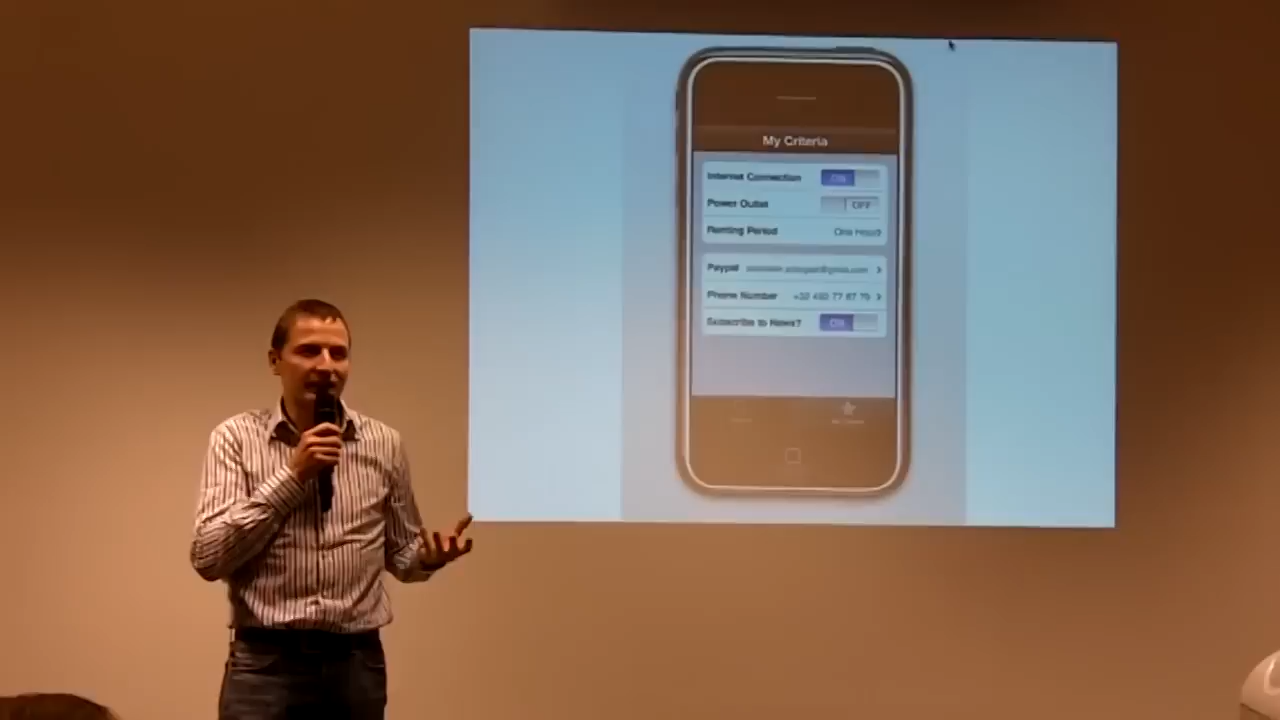 My Criteria
Internet Connection ON
Power Outlet OFF
Renting Period One Hour
Paypal
Phone Number
Subscribe to News? ON